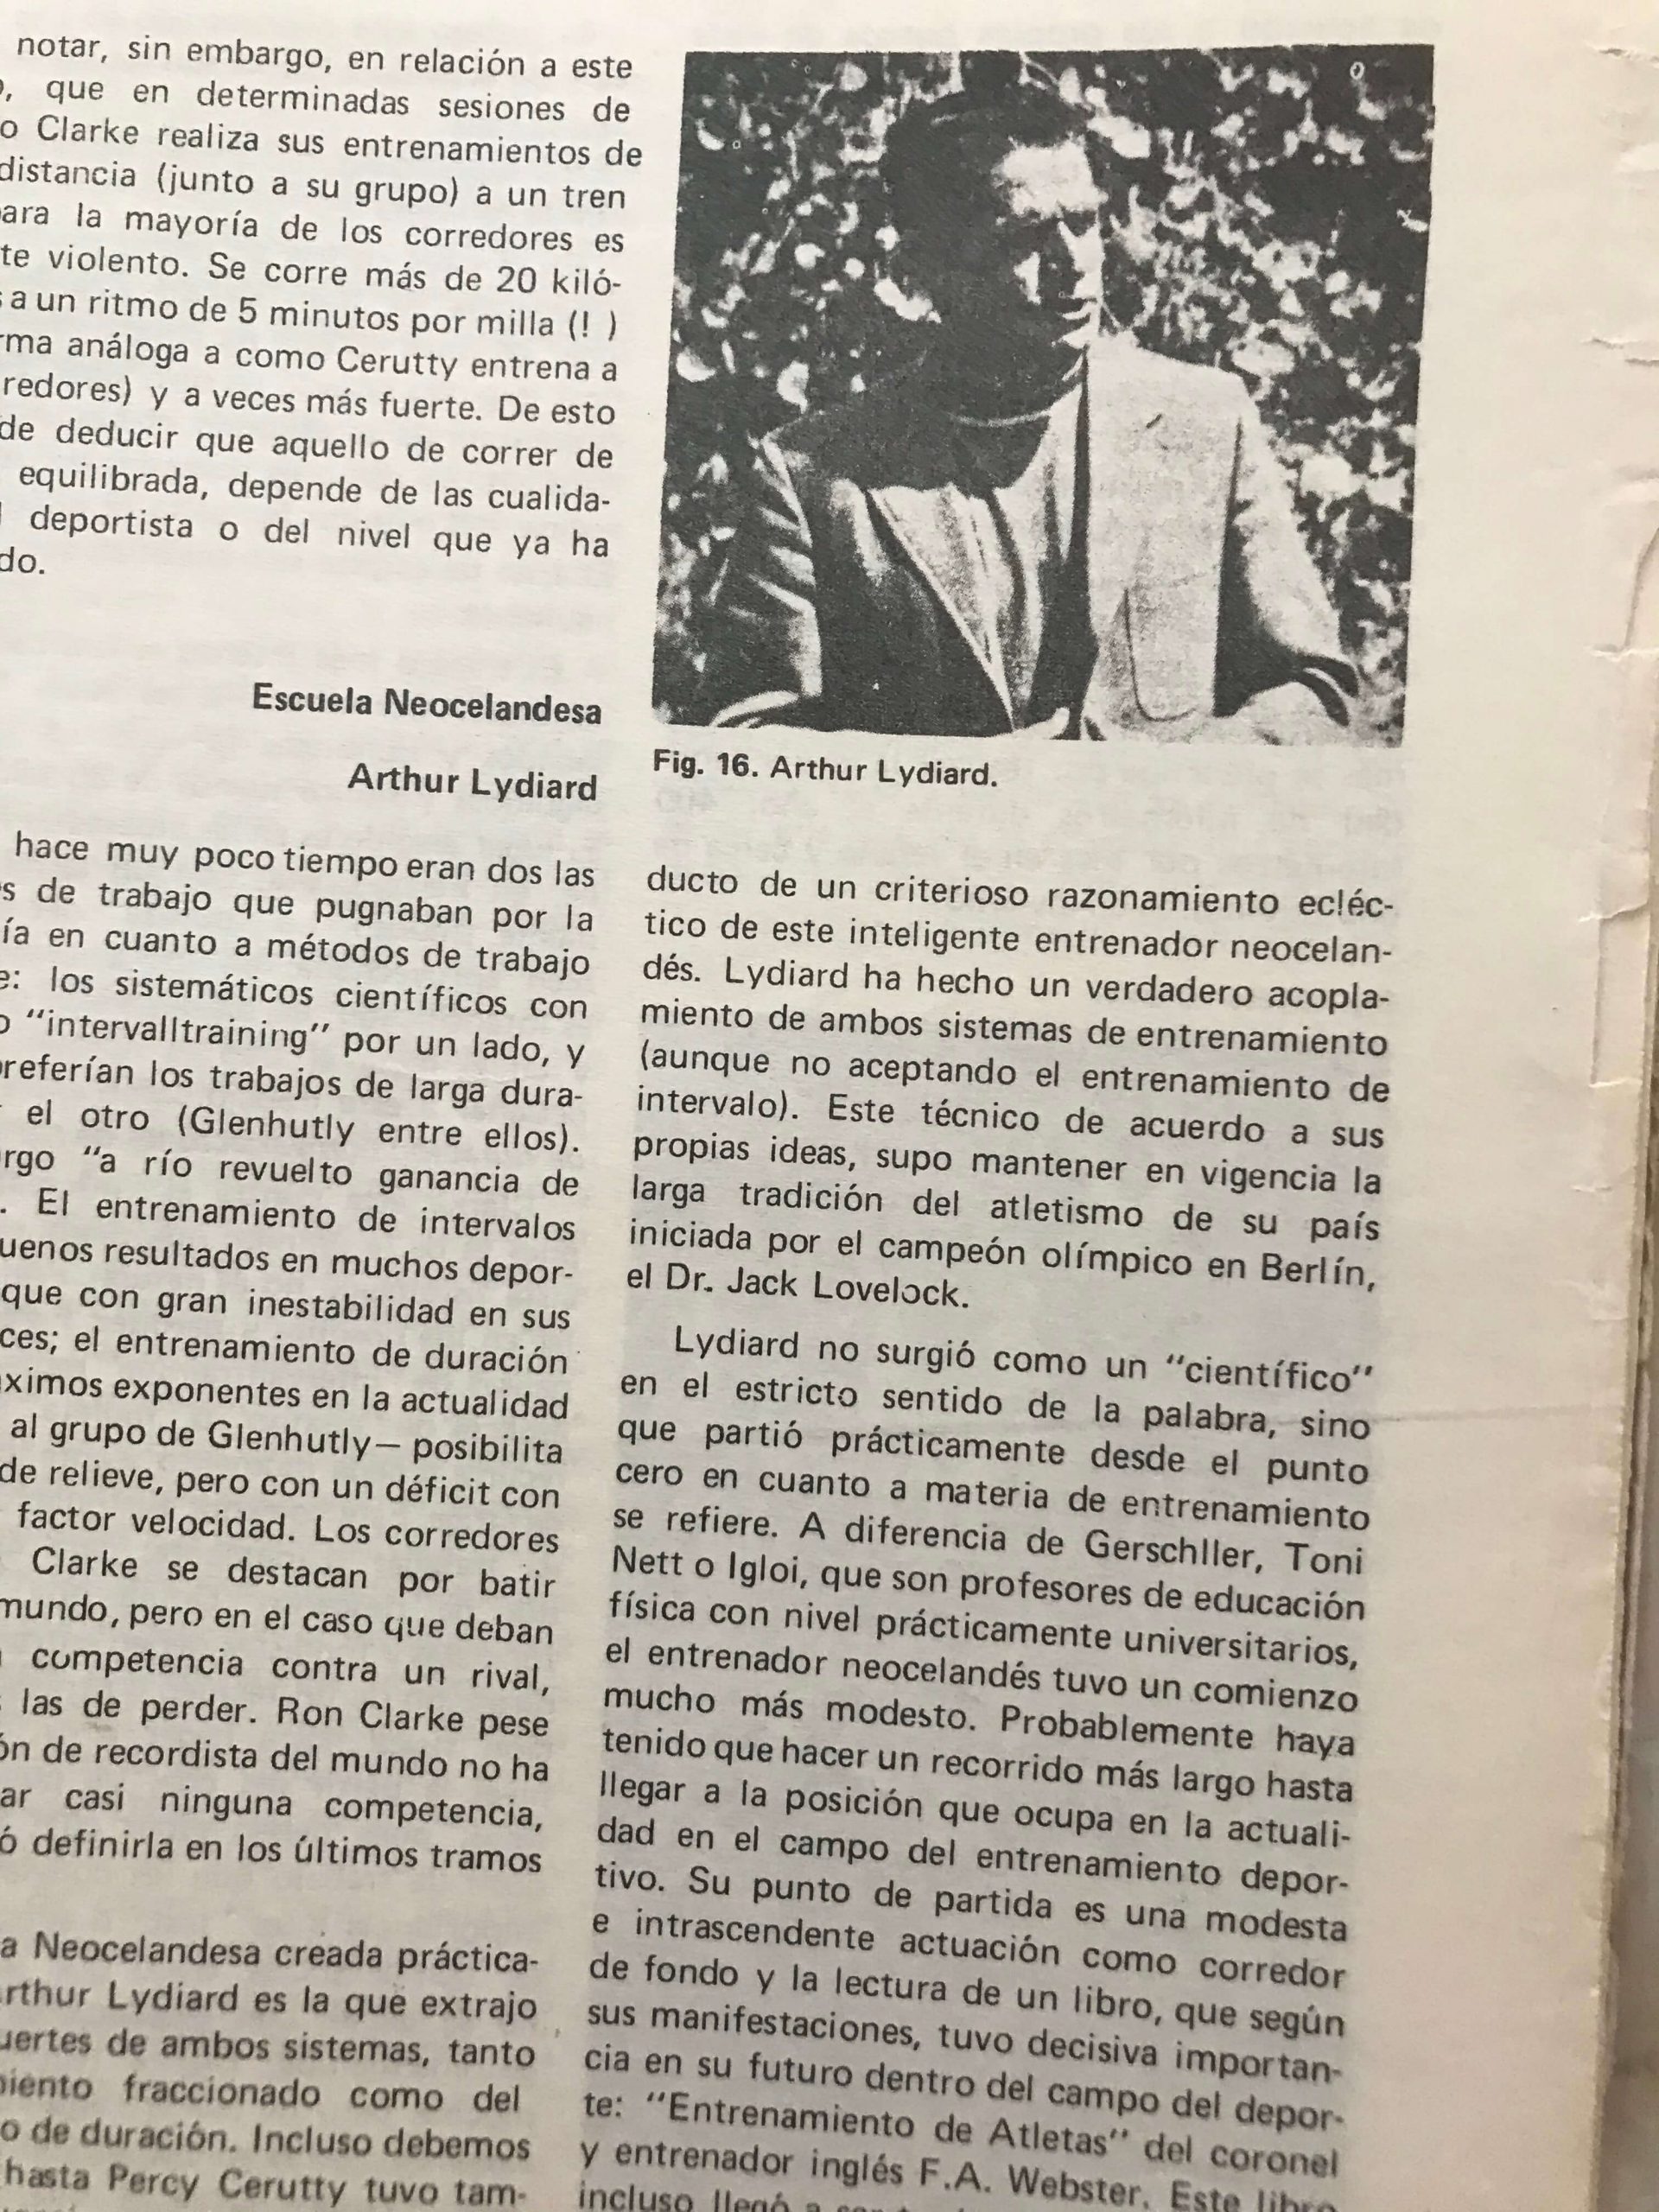 notar, sin embargo, en relación a este
que en determinadas sesiones de
Clarke realiza sus entrenamientos de
distancia (junto a su grupo) a un tren
la mayoría de los corredores es
violento. Se corre más de 20 kiló-
a un ritmo de 5 minutos por milla (! )
análoga a como Cerutty entrena a
y a veces más fuerte. De esto
deducir que aquello de correr de
equilibrada, depende de las cualida-
deportista o del nivel que ya ha
Escuela Neocelandesa
Arthur Lydiard
hace muy poco tiempo eran dos las
de trabajo que pugnaban por la
en cuanto a métodos de trabajo
los sistemáticos científicos con
"intervalltraining" por un lado, y
los trabajos de larga dura-
el otro (Glenhutly entre ellos).
"a río revuelto ganancia de
El entrenamiento de intervalos
resultados en muchos depor-
que con gran inestabilidad en sus
el entrenamiento de duración
exponentes en la actualidad
al grupo de Glenhutly— posibilita
de relieve, pero con un déficit con
factor velocidad. Los corredores
Clarke se destacan por batir
mundo, pero en el caso que deban
competencia contra un rival,
las de perder. Ron Clarke pese
de recordista del mundo no ha
casi ninguna competencia,
definirla en los últimos tramos
Neocelandesa creada práctica-
Lydiard es la que extrajo
de ambos sistemas, tanto
fraccionado como del
de duración. Incluso debemos
hasta Percy Cerutty tuvo tam-
Fig. 16. Arthur Lydiard.
ducto de un criterioso razonamiento ecléc-
tico de este inteligente entrenador neocelan-
dés. Lydiard ha hecho un verdadero acopla-
miento de ambos sistemas de entrenamiento
(aunque no aceptando el entrenamiento de
intervalo). Este técnico de acuerdo a sus
propias ideas, supo mantener en vigencia la
larga tradición del atletismo de su país
iniciada por el campeón olímpico en Berlín,
el Dr. Jack Lovelock.
Lydiard no surgió como un "científico"
en el estricto sentido de la palabra, sino
que partió prácticamente desde el punto
cero en cuanto a materia de entrenamiento
se refiere. A diferencia de Gerschller, Toni
Nett o Igloi, que son profesores de educación
física con nivel prácticamente universitarios,
el entrenador neocelandés tuvo un comienzo
mucho más modesto. Probablemente haya
tenido que hacer un recorrido más largo hasta
llegar a la posición que ocupa en la actuali-
dad en el campo del entrenamiento depor-
tivo. Su punto de partida es una modesta
e intrascendente actuación como corredor
de fondo y la lectura de un libro, que según
sus manifestaciones, tuvo decisiva importan-
cia en su futuro dentro del campo del depor-
te: "Entrenamiento de Atletas" del coronel
y entrenador inglés F.A. Webster. Este libro
incluso llegó a